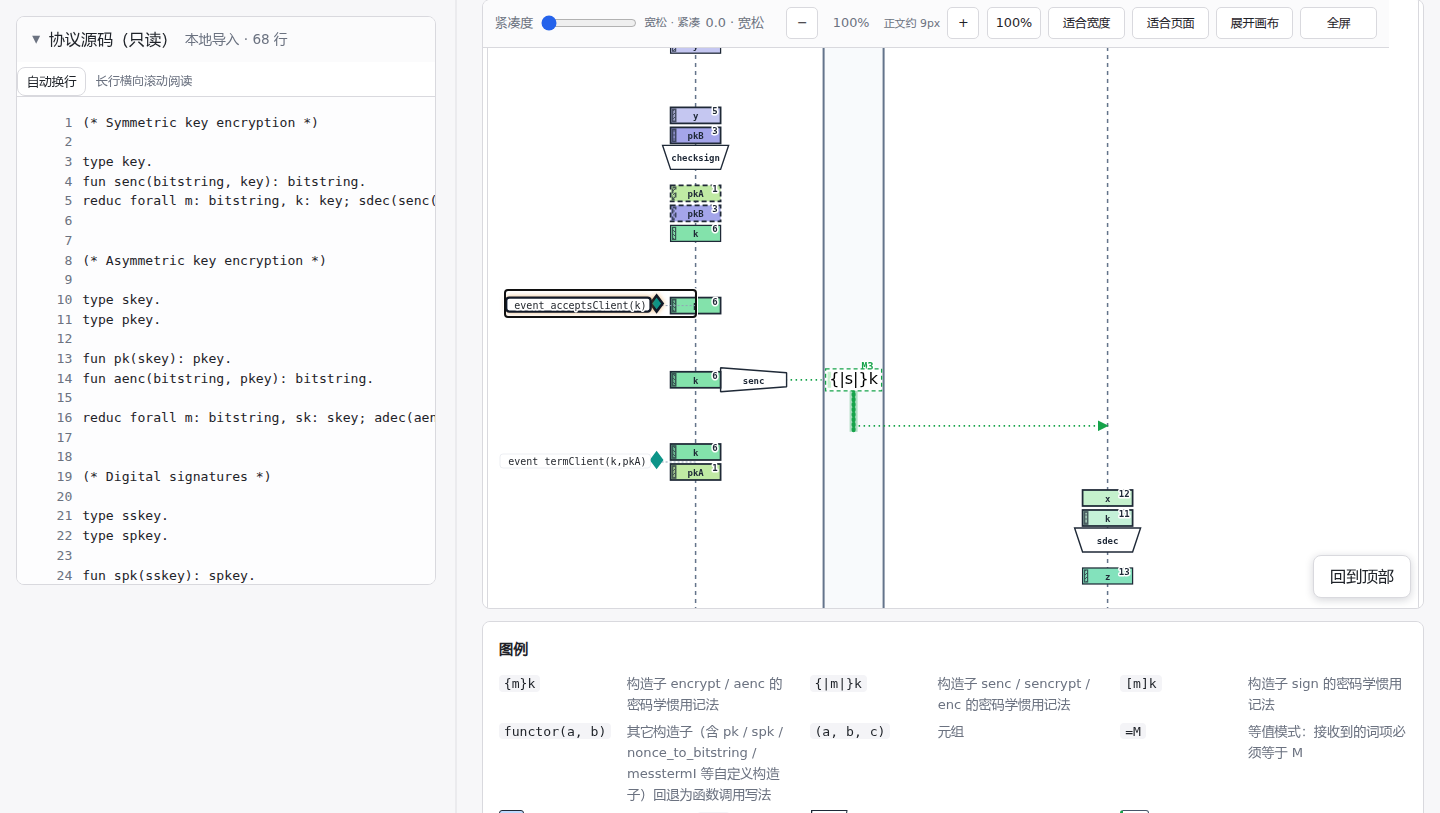 ▼ 协议源码（只读） 本地导入 · 68 行
自动换行 长行横向滚动阅读
1 (* Symmetric key encryption *)
2
3 type key.
4 fun senc(bitstring, key): bitstring.
5 reduc forall m: bitstring, k: key; sdec(senc(
6
7
8 (* Asymmetric key encryption *)
9
10 type skey.
11 type pkey.
12
13 fun pk(skey): pkey.
14 fun aenc(bitstring, pkey): bitstring.
15
16 reduc forall m: bitstring, sk: skey; adec(aen
17
18
19 (* Digital signatures *)
20
21 type sskey.
22 type spkey.
23
24 fun spk(sskey): spkey.
紧凑度 宽松 · 紧凑 0.0 · 宽松 − 100% 正文约 9px + 100% 适合宽度 适合页面 展开画布 全屏
y 5
pkB 3
checksign
pkA 1
pkB 3
k 6
event acceptsClient(k) 6
k 6 senc
M3
{|s|}k
k 6
event termClient(k,pkA)
pkA 1
x 12
k 11
sdec
z 13
回到顶部
图例
{m}k 构造子 encrypt / aenc 的
密码学惯用记法
{|m|}k 构造子 senc / sencrypt /
enc 的密码学惯用记法
[m]k 构造子 sign 的密码学惯用
记法
functor(a, b) 其它构造子（含 pk / spk /
nonce_to_bitstring /
messtermI 等自定义构造
子）回退为函数调用写法
(a, b, c) 元组
=M 等值模式：接收到的词项必
须等于 M